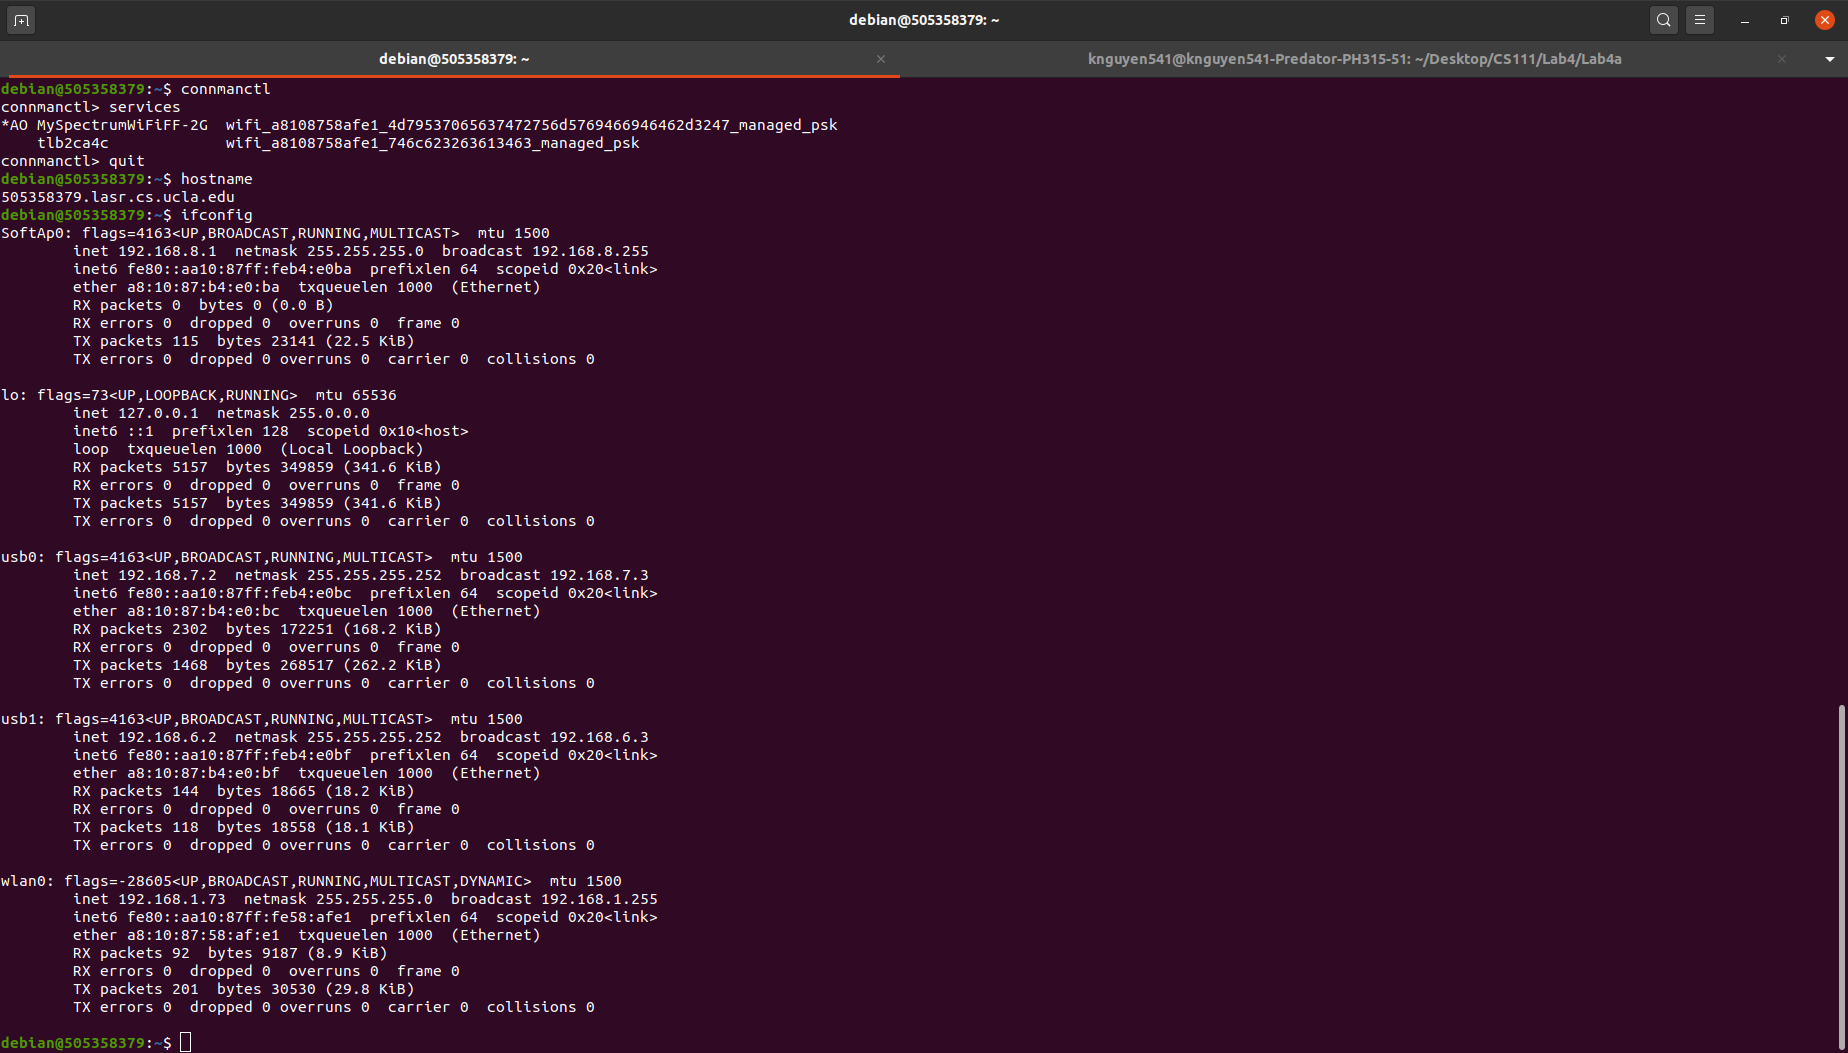 debian@505358379: ~
debian@505358379: ~
knguyen541@knguyen541-Predator-PH315-51: ~/Desktop/CS111/Lab4/Lab4a
debian@505358379:~$ connmanctl
connmanctl> services
*AO MySpectrumWiFiFF-2G  wifi_a8108758afe1_4d79537065637472756d5769466946462d3247_managed_psk
    tlb2ca4c             wifi_a8108758afe1_746c623263613463_managed_psk
connmanctl> quit
debian@505358379:~$ hostname
505358379.lasr.cs.ucla.edu
debian@505358379:~$ ifconfig
SoftAp0: flags=4163<UP,BROADCAST,RUNNING,MULTICAST>  mtu 1500
        inet 192.168.8.1  netmask 255.255.255.0  broadcast 192.168.8.255
        inet6 fe80::aa10:87ff:feb4:e0ba  prefixlen 64  scopeid 0x20<link>
        ether a8:10:87:b4:e0:ba  txqueuelen 1000  (Ethernet)
        RX packets 0  bytes 0 (0.0 B)
        RX errors 0  dropped 0  overruns 0  frame 0
        TX packets 115  bytes 23141 (22.5 KiB)
        TX errors 0  dropped 0 overruns 0  carrier 0  collisions 0

lo: flags=73<UP,LOOPBACK,RUNNING>  mtu 65536
        inet 127.0.0.1  netmask 255.0.0.0
        inet6 ::1  prefixlen 128  scopeid 0x10<host>
        loop  txqueuelen 1000  (Local Loopback)
        RX packets 5157  bytes 349859 (341.6 KiB)
        RX errors 0  dropped 0  overruns 0  frame 0
        TX packets 5157  bytes 349859 (341.6 KiB)
        TX errors 0  dropped 0 overruns 0  carrier 0  collisions 0

usb0: flags=4163<UP,BROADCAST,RUNNING,MULTICAST>  mtu 1500
        inet 192.168.7.2  netmask 255.255.255.252  broadcast 192.168.7.3
        inet6 fe80::aa10:87ff:feb4:e0bc  prefixlen 64  scopeid 0x20<link>
        ether a8:10:87:b4:e0:bc  txqueuelen 1000  (Ethernet)
        RX packets 2302  bytes 172251 (168.2 KiB)
        RX errors 0  dropped 0  overruns 0  frame 0
        TX packets 1468  bytes 268517 (262.2 KiB)
        TX errors 0  dropped 0 overruns 0  carrier 0  collisions 0

usb1: flags=4163<UP,BROADCAST,RUNNING,MULTICAST>  mtu 1500
        inet 192.168.6.2  netmask 255.255.255.252  broadcast 192.168.6.3
        inet6 fe80::aa10:87ff:feb4:e0bf  prefixlen 64  scopeid 0x20<link>
        ether a8:10:87:b4:e0:bf  txqueuelen 1000  (Ethernet)
        RX packets 144  bytes 18665 (18.2 KiB)
        RX errors 0  dropped 0  overruns 0  frame 0
        TX packets 118  bytes 18558 (18.1 KiB)
        TX errors 0  dropped 0 overruns 0  carrier 0  collisions 0

wlan0: flags=-28605<UP,BROADCAST,RUNNING,MULTICAST,DYNAMIC>  mtu 1500
        inet 192.168.1.73  netmask 255.255.255.0  broadcast 192.168.1.255
        inet6 fe80::aa10:87ff:fe58:afe1  prefixlen 64  scopeid 0x20<link>
        ether a8:10:87:58:af:e1  txqueuelen 1000  (Ethernet)
        RX packets 92  bytes 9187 (8.9 KiB)
        RX errors 0  dropped 0  overruns 0  frame 0
        TX packets 201  bytes 30530 (29.8 KiB)
        TX errors 0  dropped 0 overruns 0  carrier 0  collisions 0

debian@505358379:~$